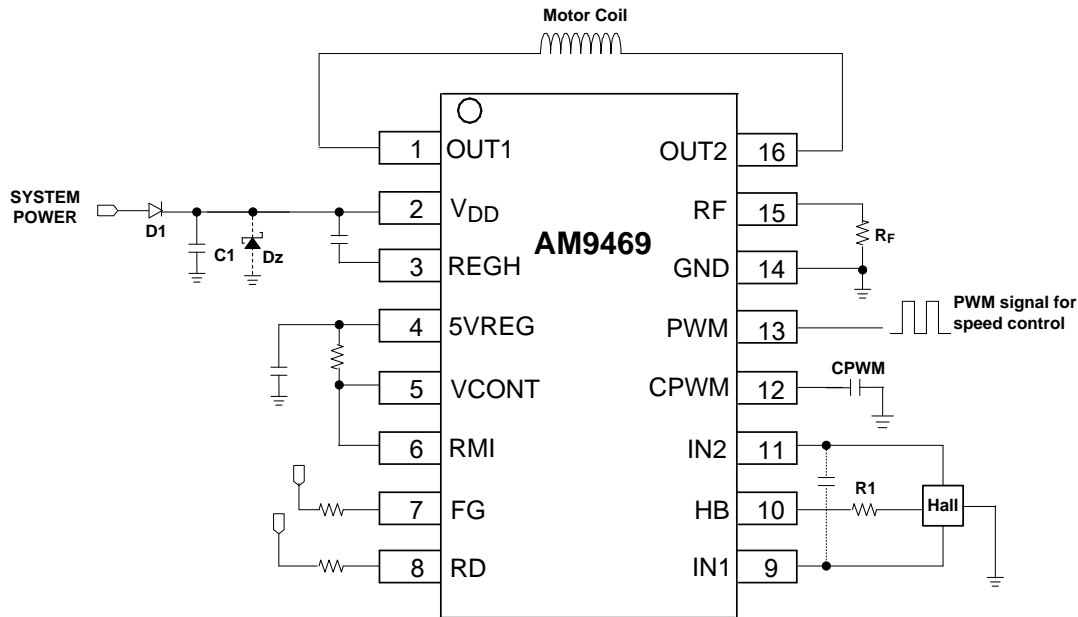 Motor Coil
1 OUT1
OUT2 16
SYSTEM
POWER
D1
C1
Dz
2 VDD
RF 15
RF
AM9469
3 REGH
GND 14
4 5VREG
PWM 13
PWM signal for
speed control
5 VCONT
CPWM 12
CPWM
6 RMI
IN2 11
7 FG
HB 10
R1
Hall
8 RD
IN1 9